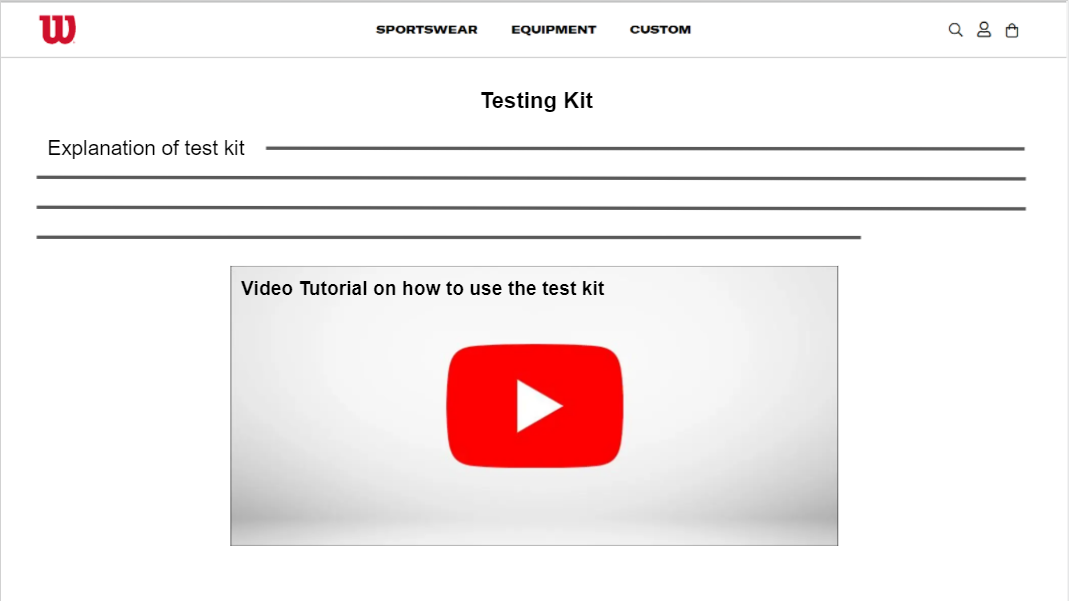 W
SPORTSWEAR EQUIPMENT CUSTOM
Testing Kit
Explanation of test kit
Video Tutorial on how to use the test kit